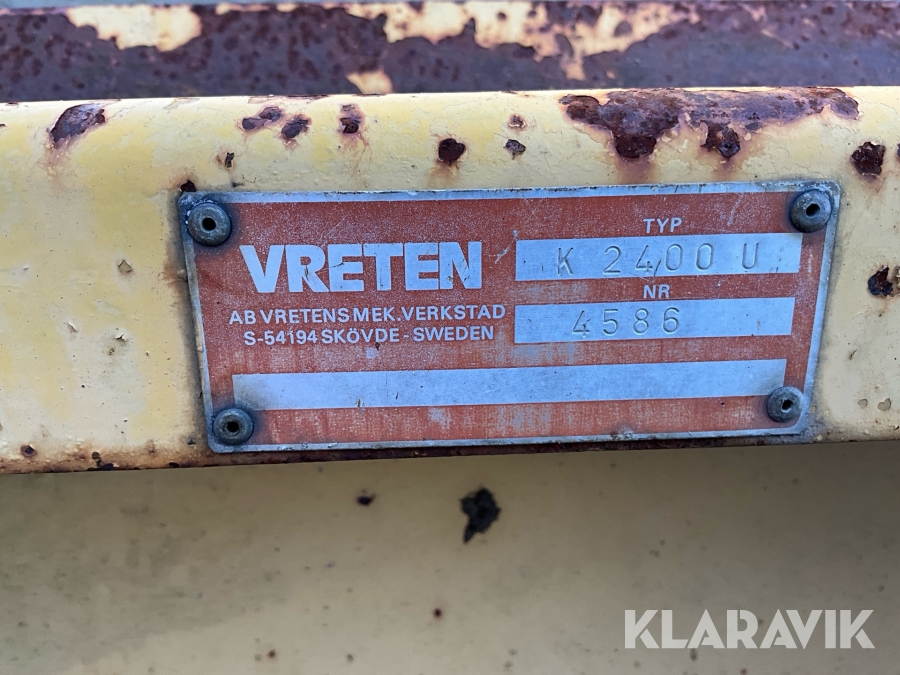 VRETEN
AB VRETENS MEK. VERKSTAD
S-54194 SKÖVDE - SWEDEN
TYP
K 2400 U
NR
4586
KLARAVIK